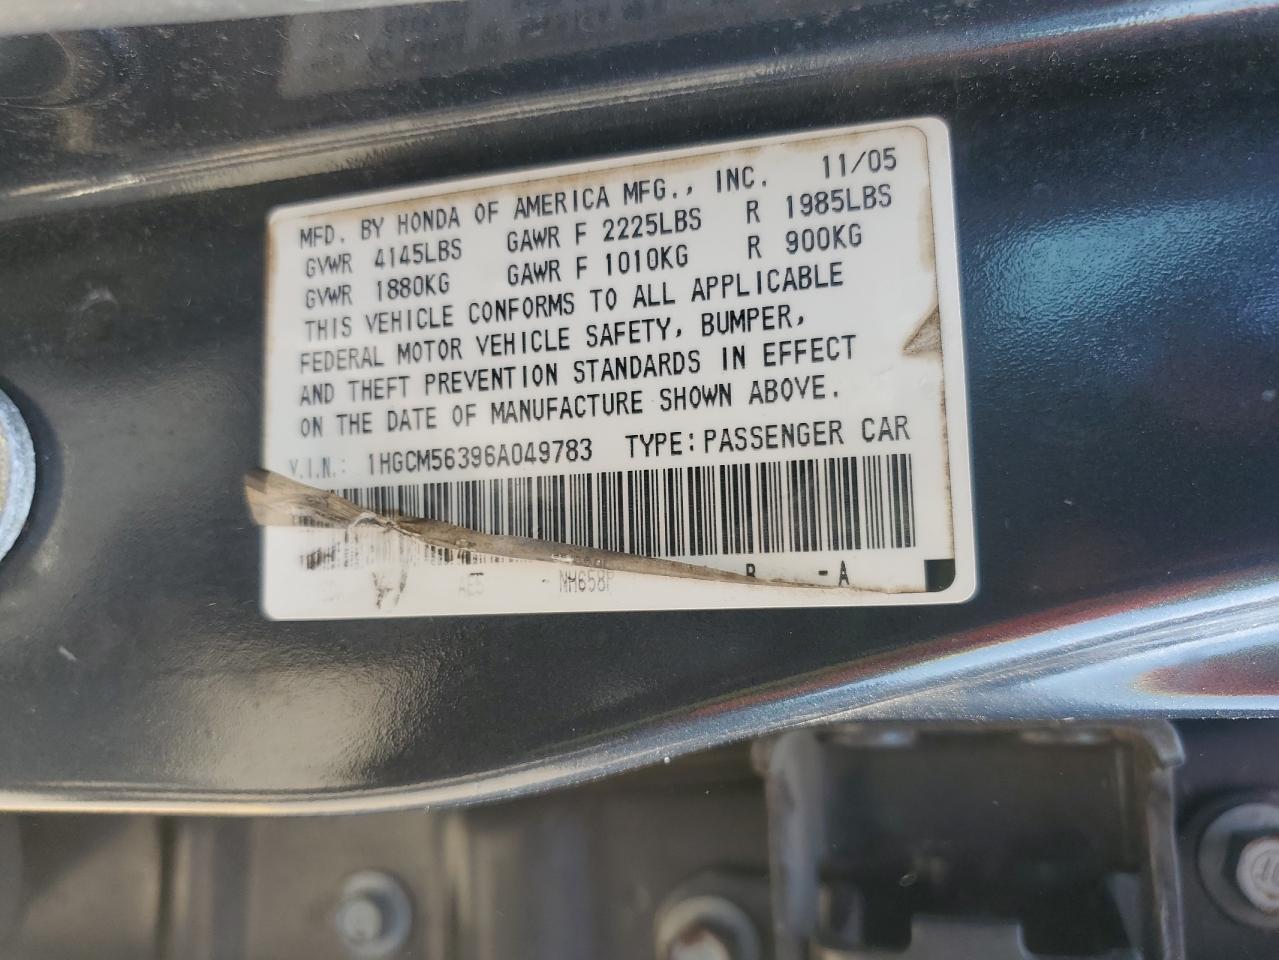 MFD. BY HONDA OF AMERICA MFG., INC. 11/05
GVWR 4145LBS GAWR F 2225LBS R 1985LBS
GVWR 1880KG GAWR F 1010KG R 900KG
THIS VEHICLE CONFORMS TO ALL APPLICABLE
FEDERAL MOTOR VEHICLE SAFETY, BUMPER,
AND THEFT PREVENTION STANDARDS IN EFFECT
ON THE DATE OF MANUFACTURE SHOWN ABOVE.
V.I.N.: 1HGCM56396A049783 TYPE:PASSENGER CAR
NH658P B -A